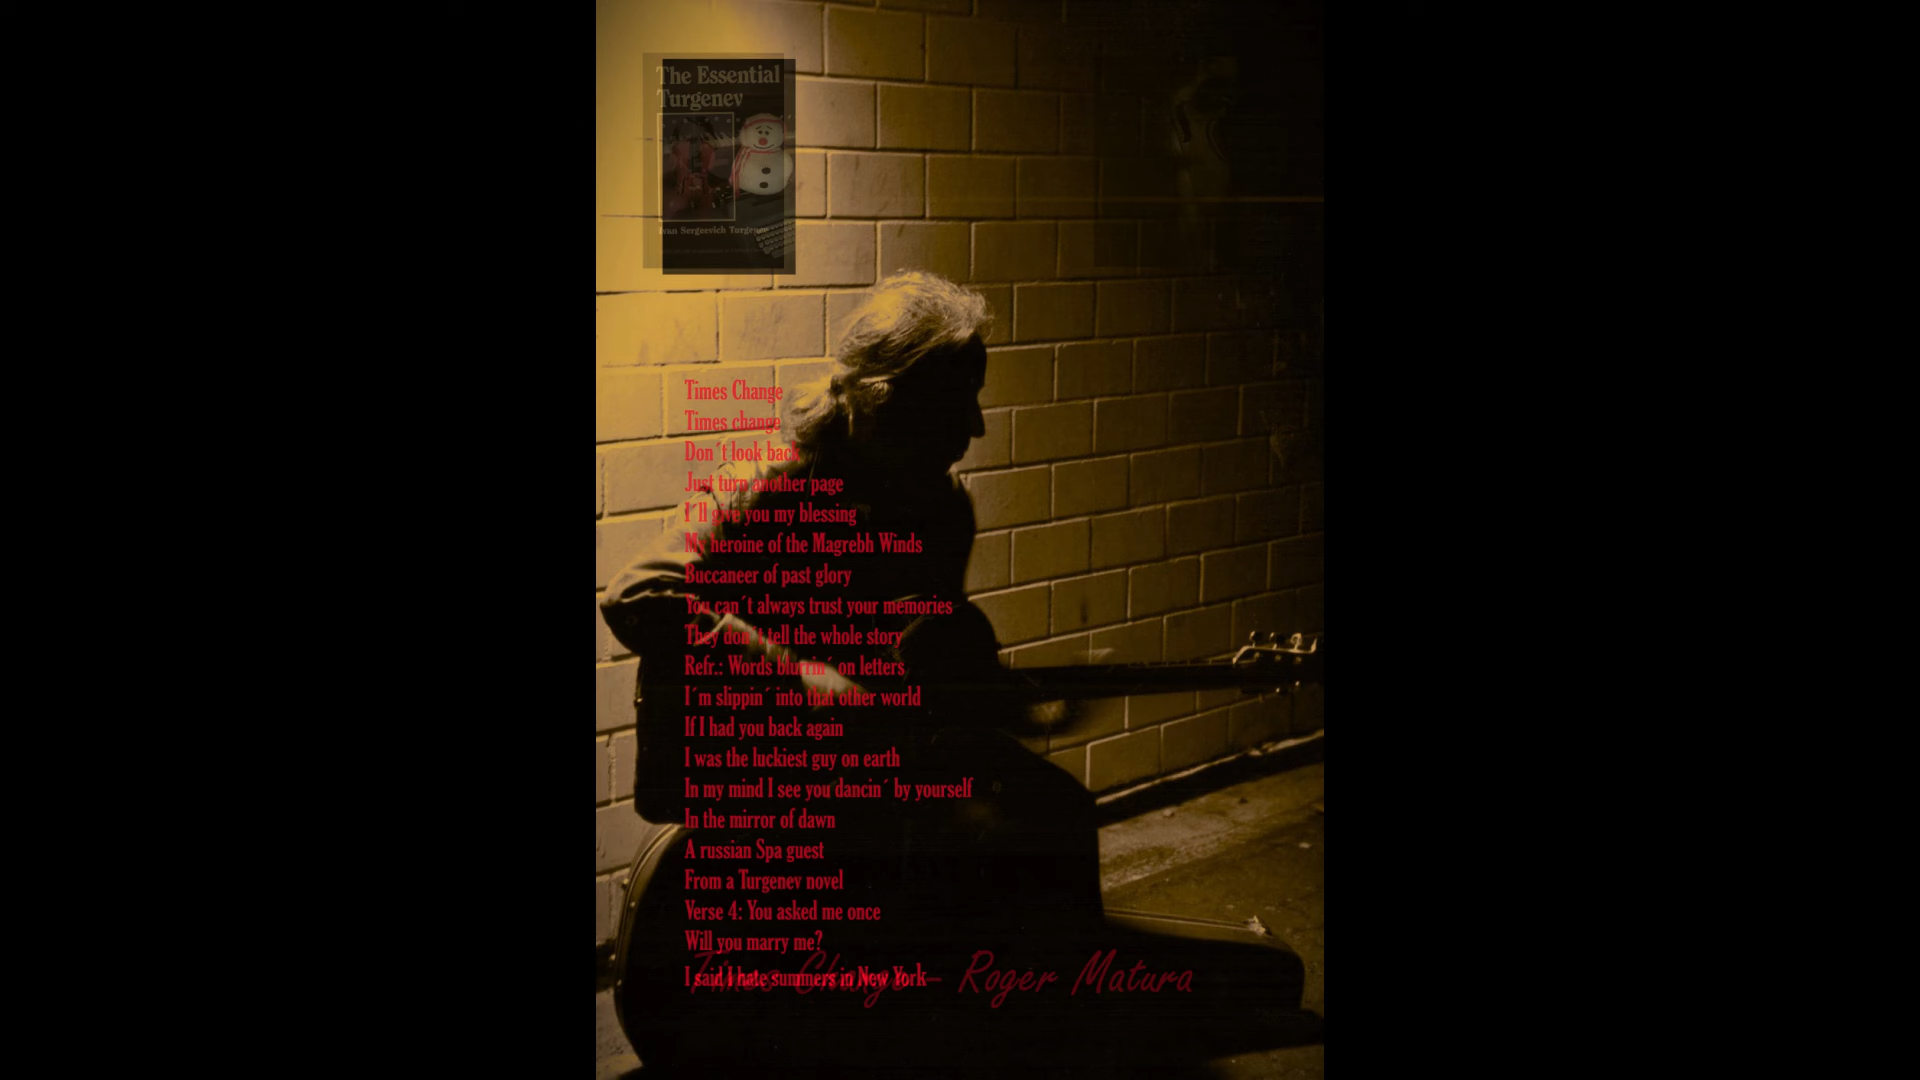 The Essential
Turgenev
Ivan Sergeevich Turgenev
Times Change
Times change
Don´t look back
Just turn another page
I´ll give you my blessing
My heroine of the Magrebh Winds
Buccaneer of past glory
You can´t always trust your memories
They don´t tell the whole story
Refr.: Words blurrin´ on letters
I´m slippin´ into that other world
If I had you back again
I was the luckiest guy on earth
In my mind I see you dancin´ by yourself
In the mirror of dawn
A russian Spa guest
From a Turgenev novel
Verse 4: You asked me once
Will you marry me?
I said I hate summers in New York
Times Change - Roger Matura